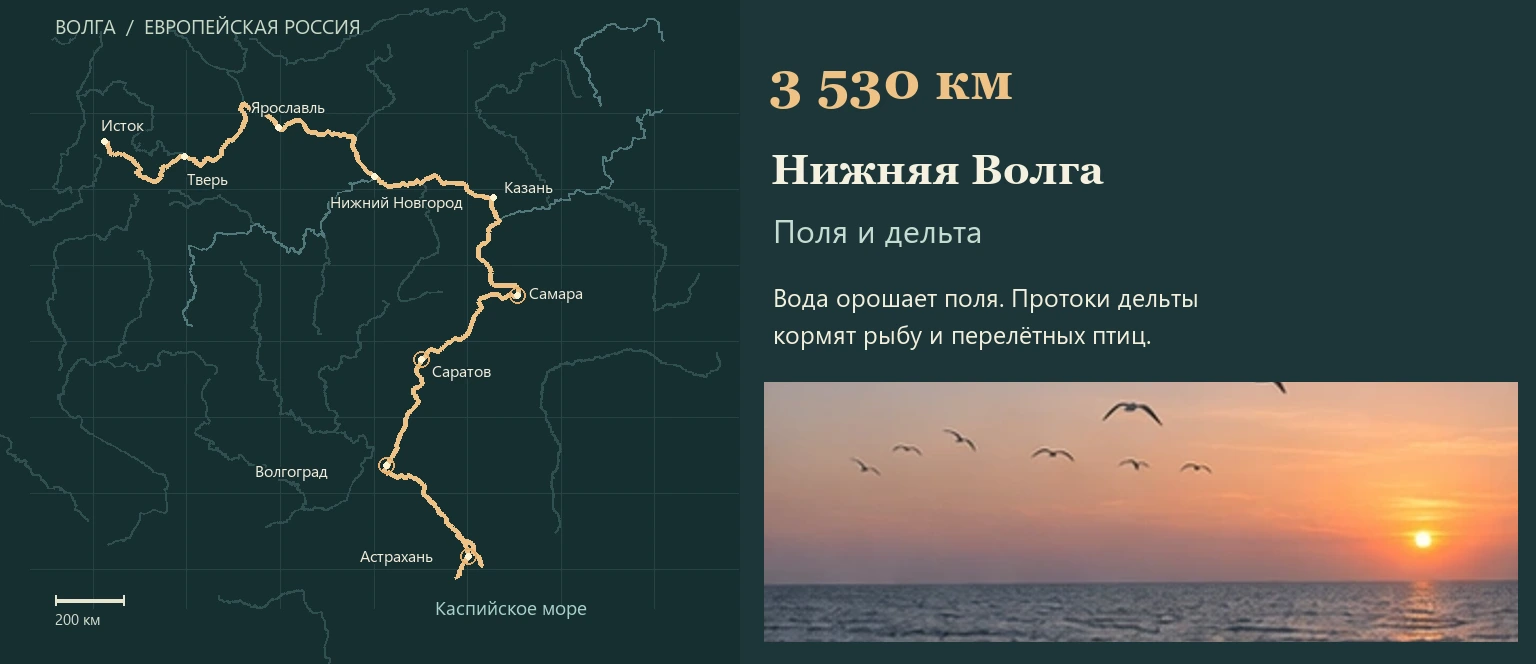 ВОЛГА / ЕВРОПЕЙСКАЯ РОССИЯ
Ярославль
Исток
Тверь
Казань
Нижний Новгород
Самара
Саратов
Волгоград
Астрахань
Каспийское море
200 км
3 530 км
Нижняя Волга
Поля и дельта
Вода орошает поля. Протоки дельты
кормят рыбу и перелётных птиц.